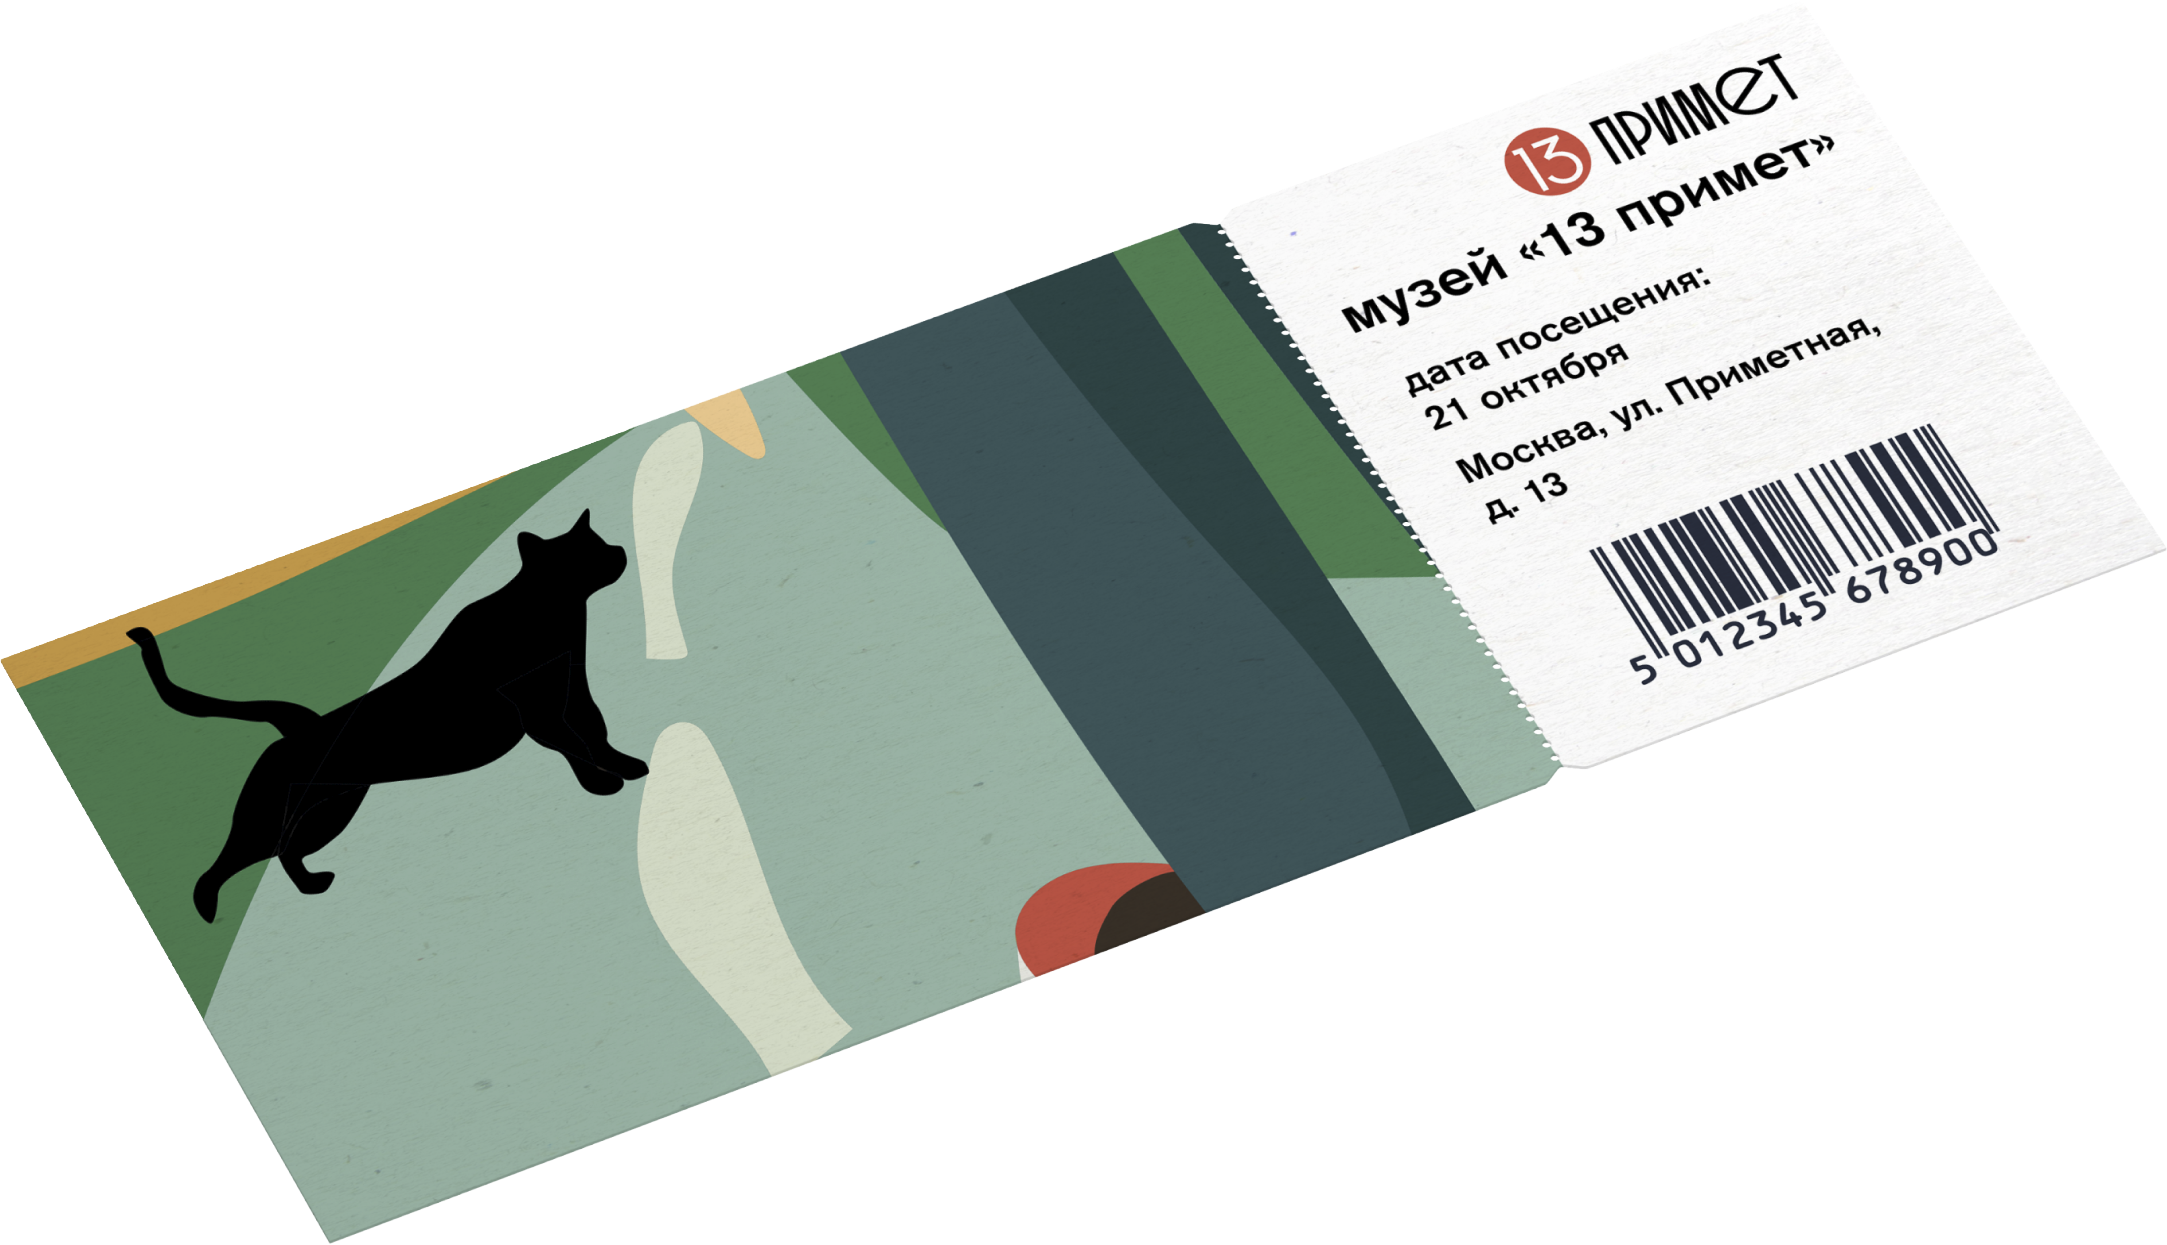 13 ПРИМЕТ
музей «13 примет»
дата посещения:
21 октября
Москва, ул. Приметная,
д. 13
5 012345 678900